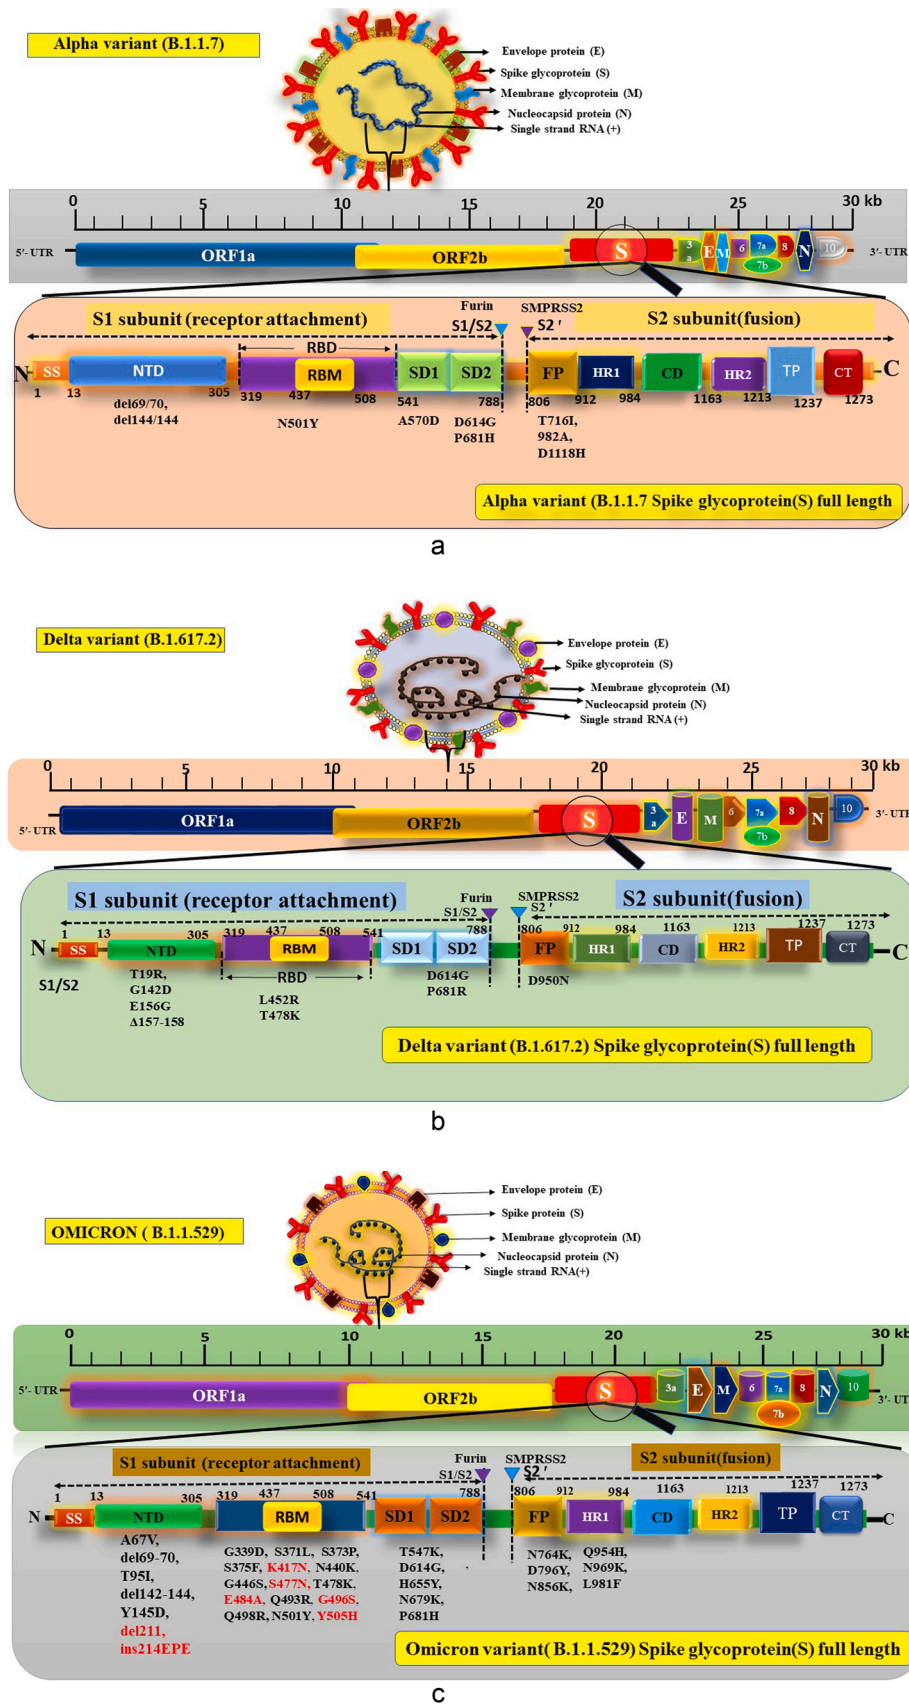 Alpha variant (B.1.1.7)
Envelope protein (E)
Spike glycoprotein (S)
Membrane glycoprotein (M)
Nucleocapsid protein (N)
Single strand RNA (+)
0 5 10 15 20 25 30 kb
5'- UTR ORF1a ORF2b S 3a E M 6 7a 7b 8 N 10 3'- UTR
Furin SMPRSS2
S1 subunit (receptor attachment) S1/S2 S2 ' S2 subunit(fusion)
RBD
N SS NTD RBM SD1 SD2 FP HR1 CD HR2 TP CT C
1 13 305 319 437 508 541 788 806 912 984 1163 1213 1237 1273
del69/70,
del144/144
N501Y
A570D
D614G
P681H
T716I,
982A,
D1118H
Alpha variant (B.1.1.7 Spike glycoprotein(S) full length
a
Delta variant (B.1.617.2)
Envelope protein (E)
Spike glycoprotein (S)
Membrane glycoprotein (M)
Nucleocapsid protein (N)
Single strand RNA (+)
0 5 10 15 20 25 30 kb
5'- UTR ORF1a ORF2b S 3a E M 6 7a 7b 8 N 10 3'- UTR
S1 subunit (receptor attachment) Furin SMPRSS2 S2 subunit(fusion)
S1/S2 S2 '
1 13 305 319 437 508 541 788 806 912 984 1163 1213 1237 1273
N SS NTD RBM SD1 SD2 FP HR1 CD HR2 TP CT C
RBD
S1/S2
T19R,
G142D
E156G
Δ157-158
L452R
T478K
D614G
P681R
D950N
Delta variant (B.1.617.2) Spike glycoprotein(S) full length
b
OMICRON ( B.1.1.529)
Envelope protein (E)
Spike protein (S)
Membrane glycoprotein (M)
Nucleocapsid protein (N)
Single strand RNA(+)
0 5 10 15 20 25 30 kb
5'- UTR ORF1a ORF2b S 3a E M 6 7a 7b 8 N 10 3'- UTR
S1 subunit (receptor attachment) Furin SMPRSS2 S2 subunit(fusion)
S1/S2 S2 '
1 13 305 319 437 508 541 788 806 912 984 1163 1213 1237 1273
N SS NTD RBM SD1 SD2 FP HR1 CD HR2 TP CT C
A67V,
del69-70,
T95I,
del142-144,
Y145D,
del211,
ins214EPE
G339D, S371L, S373P,
S375F, K417N, N440K,
G446S, S477N, T478K,
E484A, Q493R, G496S,
Q498R, N501Y, Y505H
T547K,
D614G, ,
H655Y,
N679K,
P681H
N764K,
D796Y,
N856K,
Q954H,
N969K,
L981F
Omicron variant( B.1.1.529) Spike glycoprotein(S) full length
c